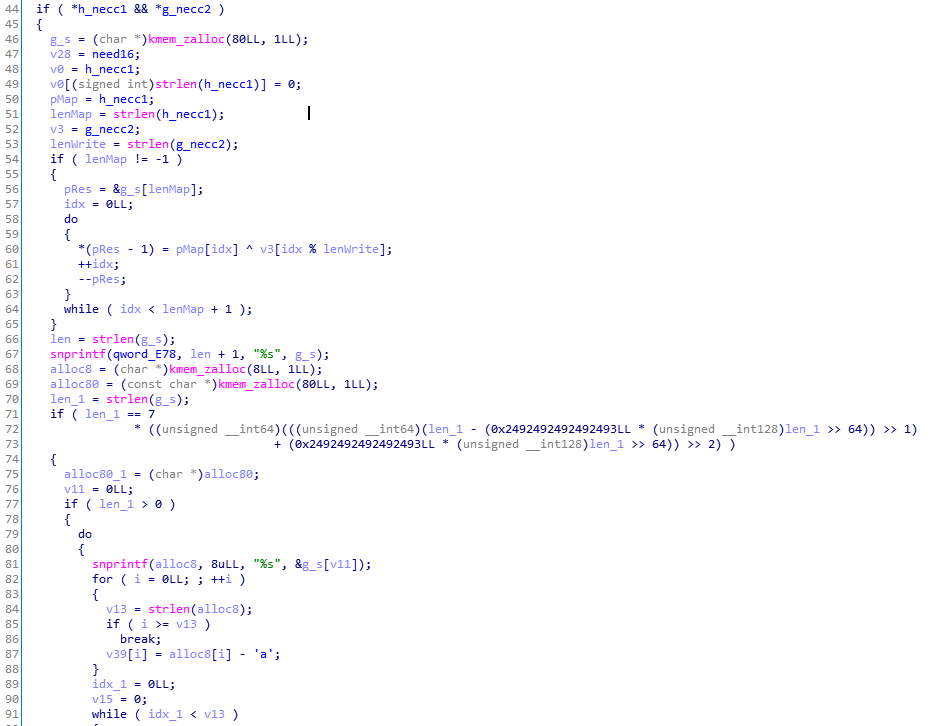 44 if ( *h_necc1 && *g_necc2 )
45 {
46 g_s = (char *)kmem_zalloc(80LL, 1LL);
47 v28 = need16;
48 v0 = h_necc1;
49 v0[(signed int)strlen(h_necc1)] = 0;
50 pMap = h_necc1;
51 lenMap = strlen(h_necc1);
52 v3 = g_necc2;
53 lenWrite = strlen(g_necc2);
54 if ( lenMap != -1 )
55 {
56 pRes = &g_s[lenMap];
57 idx = 0LL;
58 do
59 {
60 *(pRes - 1) = pMap[idx] ^ v3[idx % lenWrite];
61 ++idx;
62 --pRes;
63 }
64 while ( idx < lenMap + 1 );
65 }
66 len = strlen(g_s);
67 snprintf(qword_E78, len + 1, "%s", g_s);
68 alloc8 = (char *)kmem_zalloc(8LL, 1LL);
69 alloc80 = (const char *)kmem_zalloc(80LL, 1LL);
70 len_1 = strlen(g_s);
71 if ( len_1 == 7
72 * ((unsigned __int64)(((unsigned __int64)(len_1 - (0x2492492492492493LL * (unsigned __int128)len_1 >> 64)) >> 1)
73 + (0x2492492492492493LL * (unsigned __int128)len_1 >> 64)) >> 2) )
74 {
75 alloc80_1 = (char *)alloc80;
76 v11 = 0LL;
77 if ( len_1 > 0 )
78 {
79 do
80 {
81 snprintf(alloc8, 8uLL, "%s", &g_s[v11]);
82 for ( i = 0LL; ; ++i )
83 {
84 v13 = strlen(alloc8);
85 if ( i >= v13 )
86 break;
87 v39[i] = alloc8[i] - 'a';
88 }
89 idx_1 = 0LL;
90 v15 = 0;
91 while ( idx_1 < v13 )